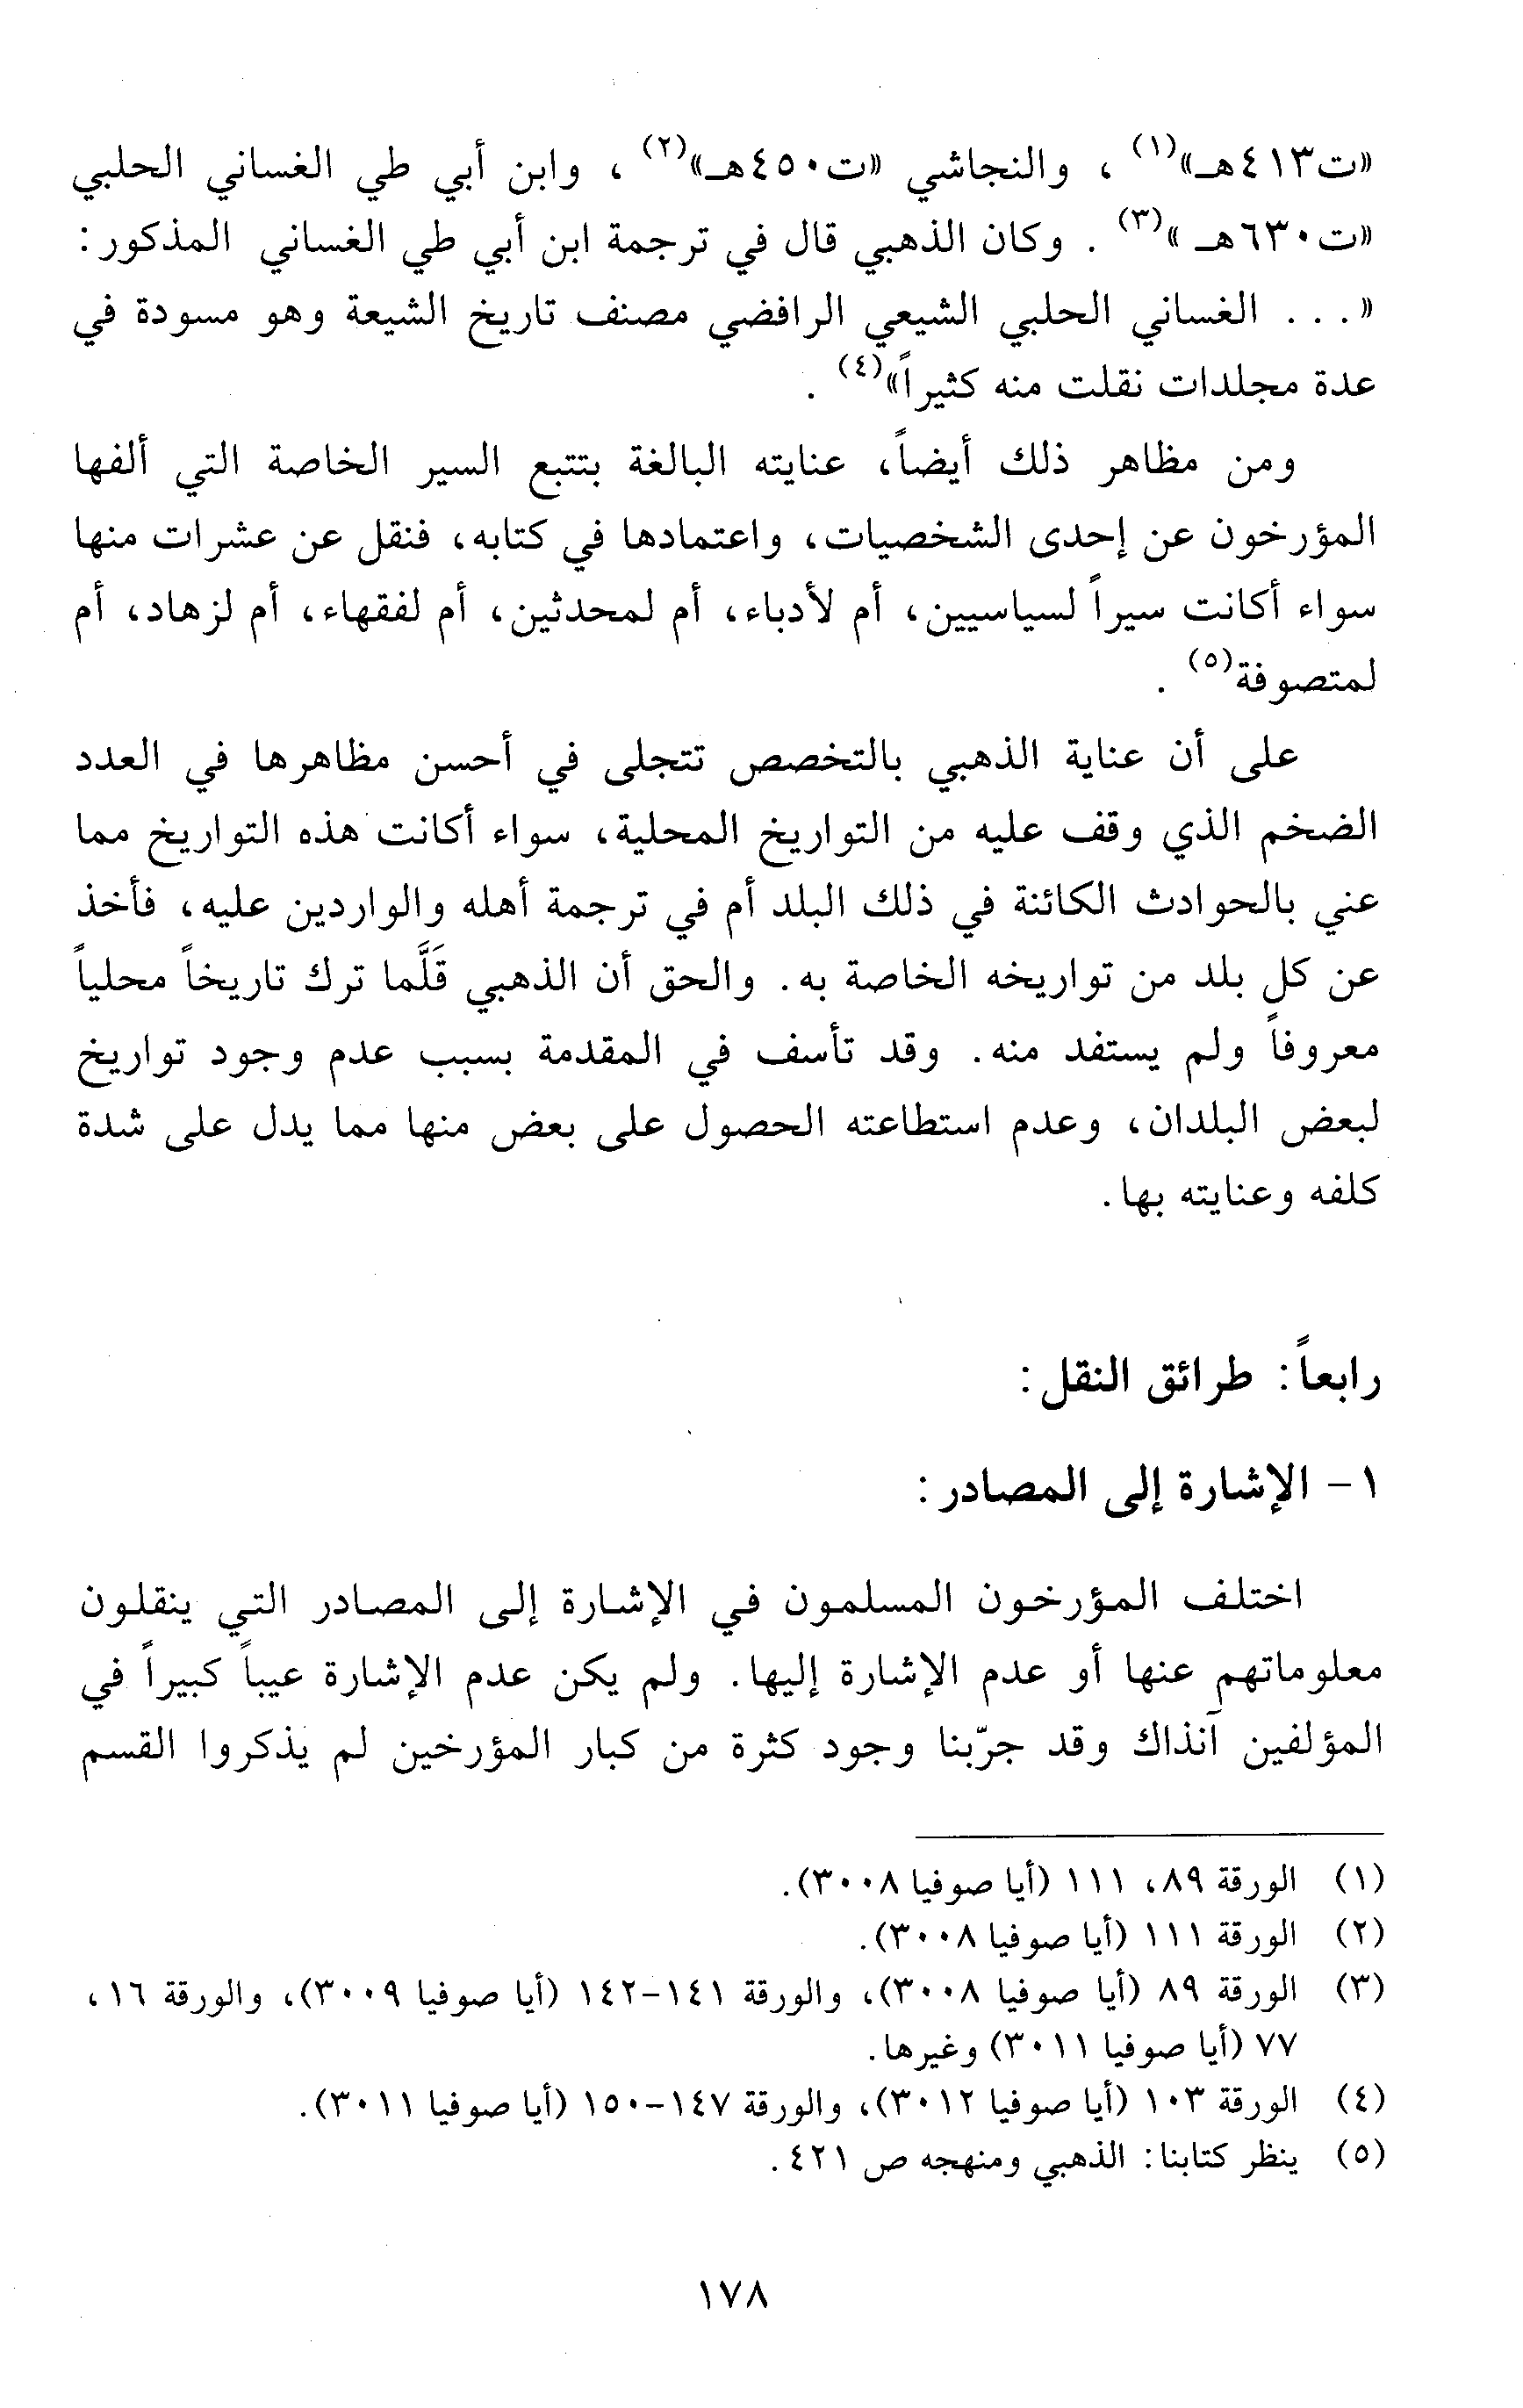 «ت٤١٣هـ»(١) ، والنجاشي «ت٤٥٠هـ»(٢) ، وابن أبي طي الغساني الحلبي
«ت٦٣٠هـ »(٣) . وكان الذهبي قال في ترجمة ابن أبي طي الغساني المذكور :
«. . . الغساني الحلبي الشيعي الرافضي مصنف تاريخ الشيعة وهو مسودة في
عدة مجلدات نقلت منه كثيراً»(٤) .
ومن مظاهر ذلك أيضاً، عنايته البالغة بتتبع السير الخاصة التي ألفها
المؤرخون عن إحدى الشخصيات، واعتمادها في كتابه، فنقل عن عشرات منها
سواء أكانت سيراً لسياسيين، أم لأدباء، أم لمحدثين، أم لفقهاء، أم لزهاد، أم
لمتصوفة(٥) .
على أن عناية الذهبي بالتخصص تتجلى في أحسن مظاهرها في العدد
الضخم الذي وقف عليه من التواريخ المحلية، سواء أكانت هذه التواريخ مما
عني بالحوادث الكائنة في ذلك البلد أم في ترجمة أهله والواردين عليه، فأخذ
عن كل بلد من تواريخه الخاصة به. والحق أن الذهبي قَلَّما ترك تاريخاً محلياً
معروفاً ولم يستفد منه. وقد تأسف في المقدمة بسبب عدم وجود تواريخ
لبعض البلدان، وعدم استطاعته الحصول على بعض منها مما يدل على شدة
كلفه وعنايته بها.
رابعاً: طرائق النقل:
١- الإشارة إلى المصادر:
اختلف المؤرخون المسلمون في الإشارة إلى المصادر التي ينقلون
معلوماتهم عنها أو عدم الإشارة إليها. ولم يكن عدم الإشارة عيباً كبيراً في
المؤلفين آنذاك وقد جرّبنا وجود كثرة من كبار المؤرخين لم يذكروا القسم
(١) الورقة ٨٩، ١١١ (أيا صوفيا ٣٠٠٨).
(٢) الورقة ١١١ (أيا صوفيا ٣٠٠٨).
(٣) الورقة ٨٩ (أيا صوفيا ٣٠٠٨)، والورقة ١٤١-١٤٢ (أيا صوفيا ٣٠٠٩)، والورقة ١٦،
٧٧ (أيا صوفيا ٣٠١١) وغيرها.
(٤) الورقة ١٠٣ (أيا صوفيا ٣٠١٢)، والورقة ١٤٧-١٥٠ (أيا صوفيا ٣٠١١).
(٥) ينظر كتابنا: الذهبي ومنهجه ص ٤٢١.
١٧٨